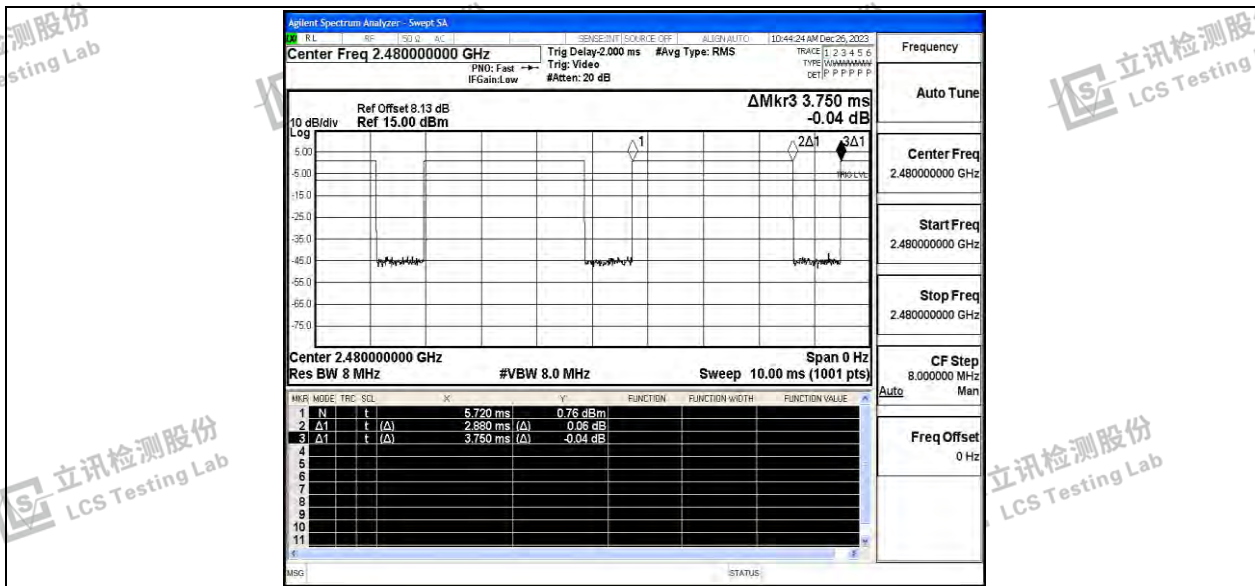 Agilent Spectrum Analyzer - Swept SA
RL RF 50 Ω AC SENSE:INT SOURCE OFF ALIGN AUTO 10:44:24 AM Dec 26, 2023
Center Freq 2.480000000 GHz
PNO: Fast
IFGain:Low
Trig Delay-2.000 ms
Trig: Video
#Atten: 20 dB
#Avg Type: RMS
TRACE 1 2 3 4 5 6
TYPE WWWWWW
DET P P P P P P
Ref Offset 8.13 dB
Ref 15.00 dBm
10 dB/div
Log
ΔMkr3 3.750 ms
-0.04 dB
1
2Δ1
3Δ1
TRIG LVL
5.00
-5.00
-15.0
-25.0
-35.0
-45.0
-55.0
-65.0
-75.0
Center 2.480000000 GHz
Span 0 Hz
Res BW 8 MHz
#VBW 8.0 MHz
Sweep 10.00 ms (1001 pts)
MKR MODE TRC SCL X Y FUNCTION FUNCTION WIDTH FUNCTION VALUE
1 N t 5.720 ms 0.76 dBm
2 Δ1 t (Δ) 2.880 ms (Δ) 0.06 dB
3 Δ1 t (Δ) 3.750 ms (Δ) -0.04 dB
4
5
6
7
8
9
10
11
MSG
STATUS
Frequency
Auto Tune
Center Freq
2.480000000 GHz
Start Freq
2.480000000 GHz
Stop Freq
2.480000000 GHz
CF Step
8.000000 MHz
Auto Man
Freq Offset
0 Hz
测股份
sting Lab
立讯检测股
LCS Testing
立讯检测股份
LCS Testing Lab
立讯检测股份
LCS Testing Lab